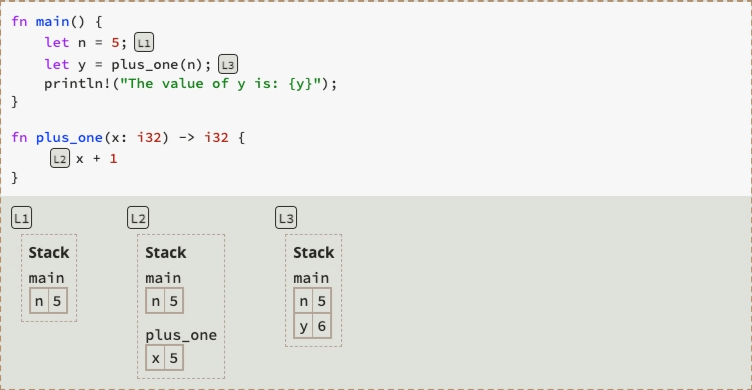 fn main() {
    let n = 5; L1
    let y = plus_one(n); L3
    println!("The value of y is: {y}");
}
fn plus_one(x: i32) -> i32 {
    L2 x + 1
}
L1 L2 L3
Stack Stack Stack
main main main
n 5 n 5 n 5
y 6
plus_one
x 5